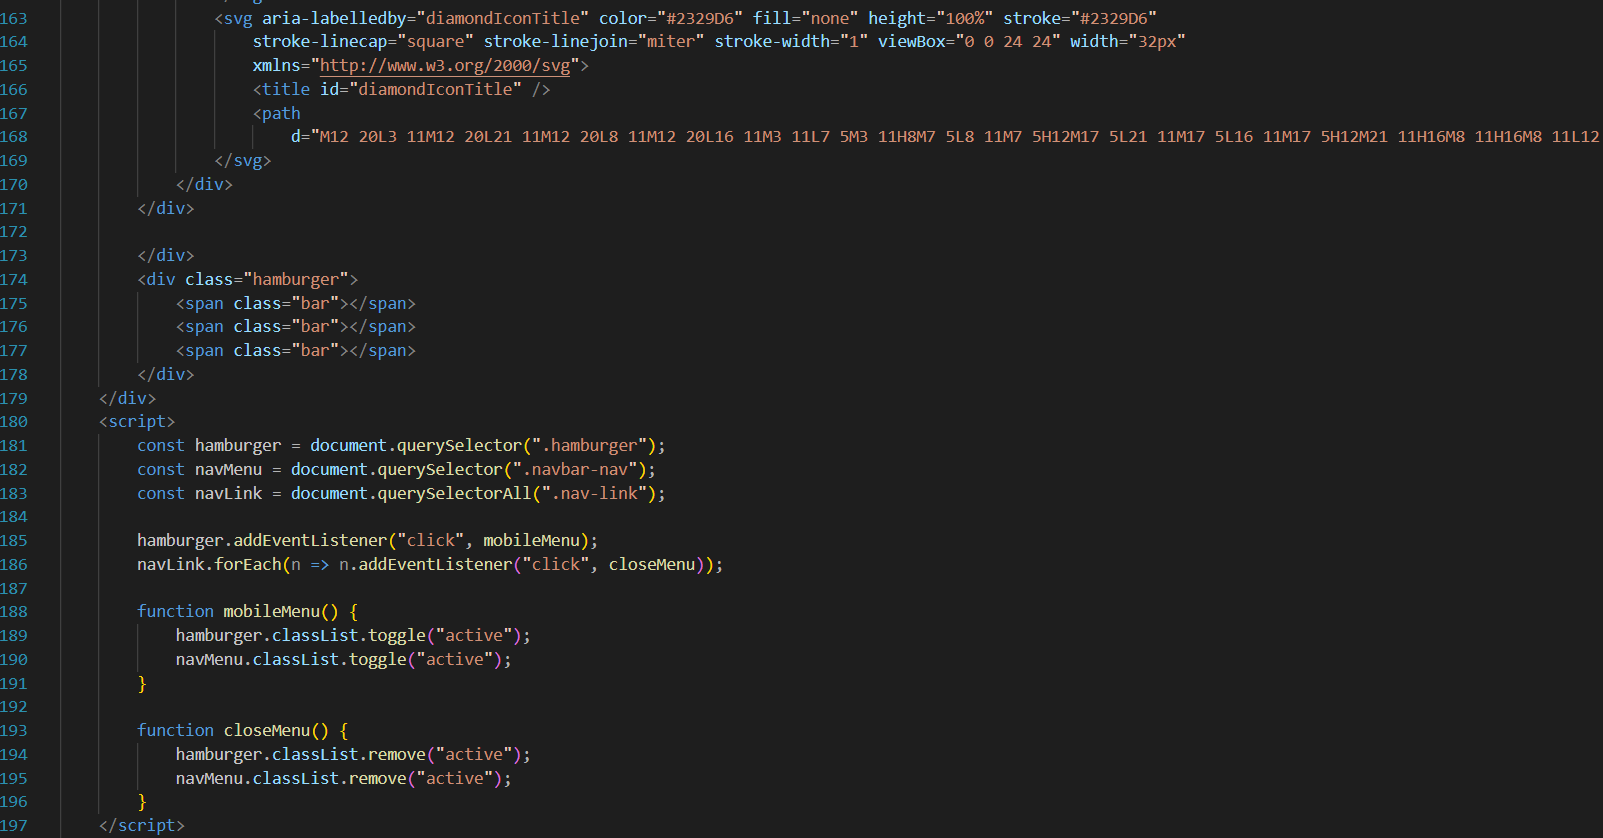 163 <svg aria-labelledby="diamondIconTitle" color="#2329D6" fill="none" height="100%" stroke="#2329D6"
164 stroke-linecap="square" stroke-linejoin="miter" stroke-width="1" viewBox="0 0 24 24" width="32px"
165 xmlns="http://www.w3.org/2000/svg">
166 <title id="diamondIconTitle" />
167 <path
168 d="M12 20L3 11M12 20L21 11M12 20L8 11M12 20L16 11M3 11L7 5M3 11H8M7 5L8 11M7 5H12M17 5L21 11M17 5L16 11M17 5H12M21 11H16M8 11H16M8 11L12
169 </svg>
170 </div>
171 </div>
172
173 </div>
174 <div class="hamburger">
175 <span class="bar"></span>
176 <span class="bar"></span>
177 <span class="bar"></span>
178 </div>
179 </div>
180 <script>
181 const hamburger = document.querySelector(".hamburger");
182 const navMenu = document.querySelector(".navbar-nav");
183 const navLink = document.querySelectorAll(".nav-link");
184
185 hamburger.addEventListener("click", mobileMenu);
186 navLink.forEach(n => n.addEventListener("click", closeMenu));
187
188 function mobileMenu() {
189 hamburger.classList.toggle("active");
190 navMenu.classList.toggle("active");
191 }
192
193 function closeMenu() {
194 hamburger.classList.remove("active");
195 navMenu.classList.remove("active");
196 }
197 </script>